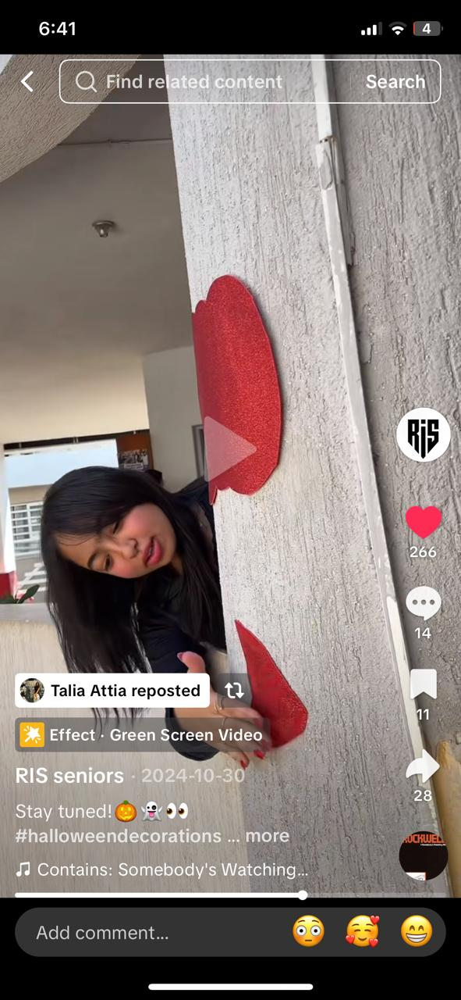 6:41
4
Find related content
Search
RIS
266
14
11
28
Talia Attia reposted
Effect · Green Screen Video
RIS seniors · 2024-10-30
Stay tuned!🎃👻👀
#halloweendecorations ... more
Contains: Somebody's Watching...
ROCKWELL
Add comment...